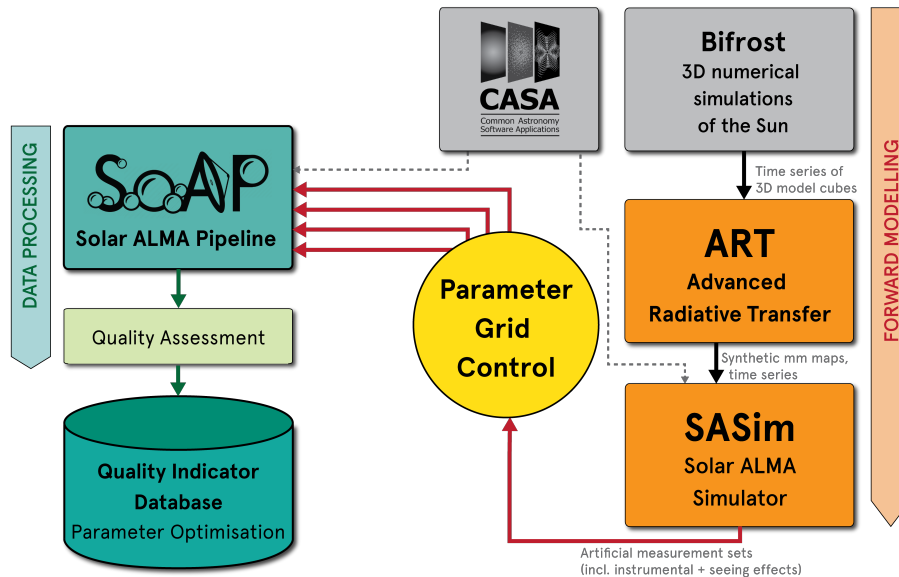 CASA
Common Astronomy
Software Applications
Bifrost
3D numerical
simulations
of the Sun
Time series of
3D model cubes
DATA PROCESSING
SoAP
Solar ALMA Pipeline
Quality Assessment
Quality Indicator
Database
Parameter Optimisation
Parameter
Grid
Control
ART
Advanced
Radiative Transfer
Synthetic mm maps,
time series
SASim
Solar ALMA
Simulator
Artificial measurement sets
(incl. instrumental + seeing effects)
FORWARD MODELLING